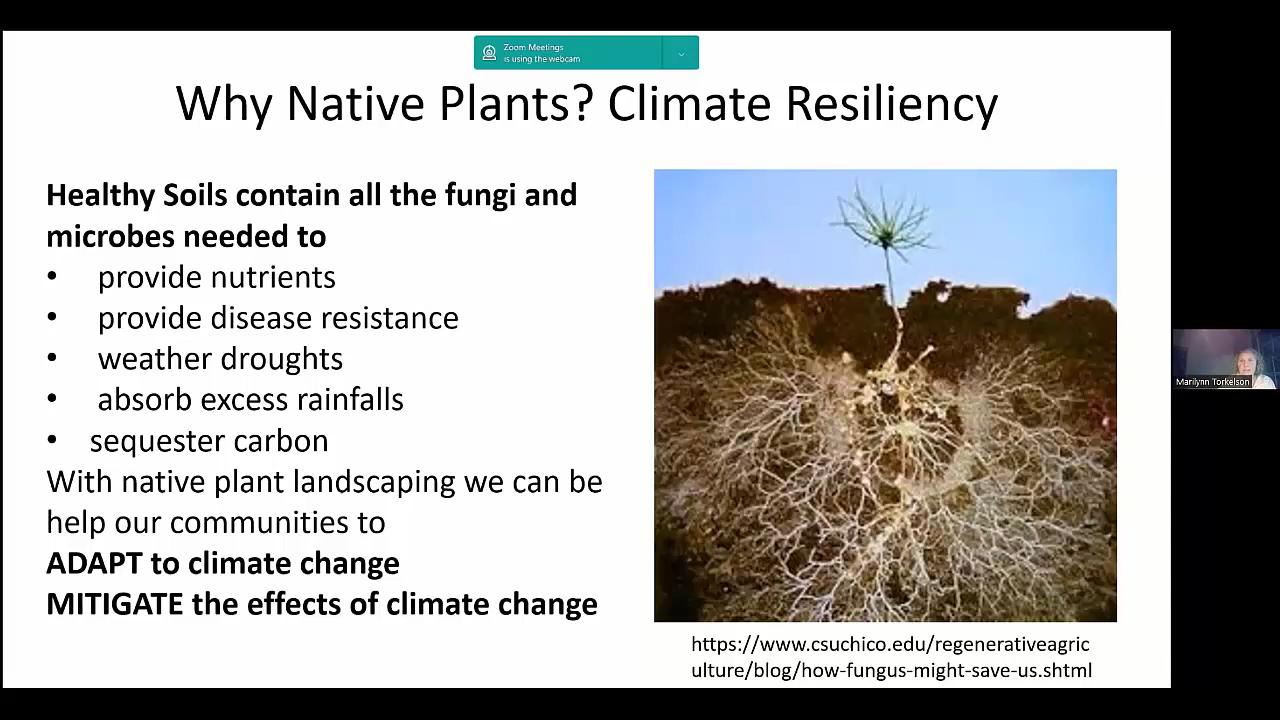 Zoom Meetings
is using the webcam
Why Native Plants? Climate Resiliency
Healthy Soils contain all the fungi and
microbes needed to
• provide nutrients
• provide disease resistance
• weather droughts
• absorb excess rainfalls
• sequester carbon
With native plant landscaping we can be
help our communities to
ADAPT to climate change
MITIGATE the effects of climate change
https://www.csuchico.edu/regenerativeagric
ulture/blog/how-fungus-might-save-us.shtml
Marilynn Torkelson